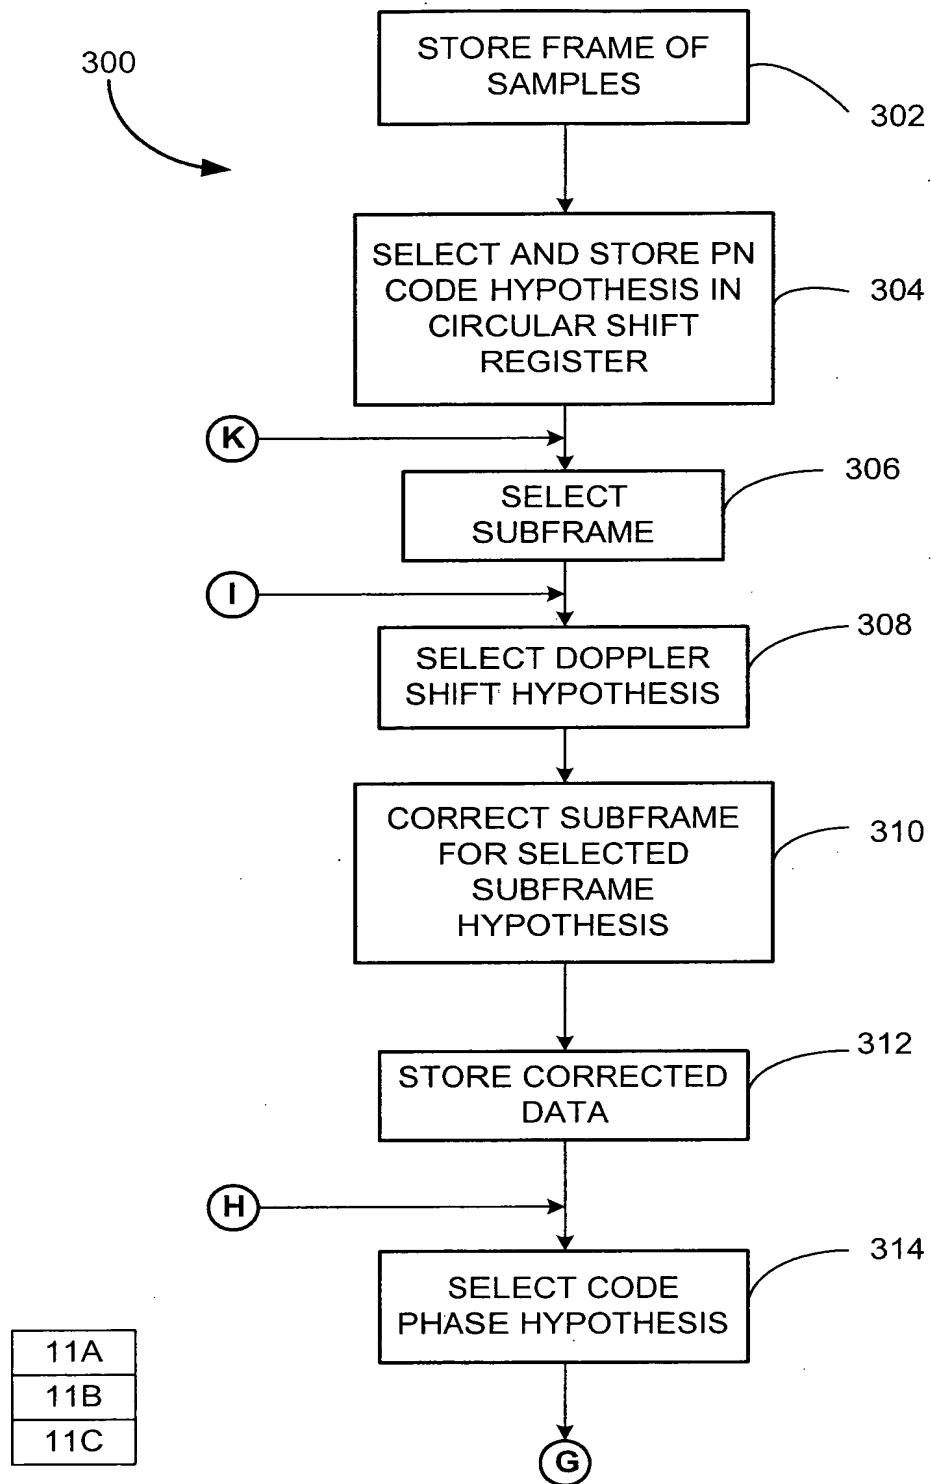 300
STORE FRAME OF
SAMPLES
302
SELECT AND STORE PN
CODE HYPOTHESIS IN
CIRCULAR SHIFT
REGISTER
304
K
SELECT
SUBFRAME
306
I
SELECT DOPPLER
SHIFT HYPOTHESIS
308
CORRECT SUBFRAME
FOR SELECTED
SUBFRAME
HYPOTHESIS
310
STORE CORRECTED
DATA
312
H
SELECT CODE
PHASE HYPOTHESIS
314
11A
11B
11C
G